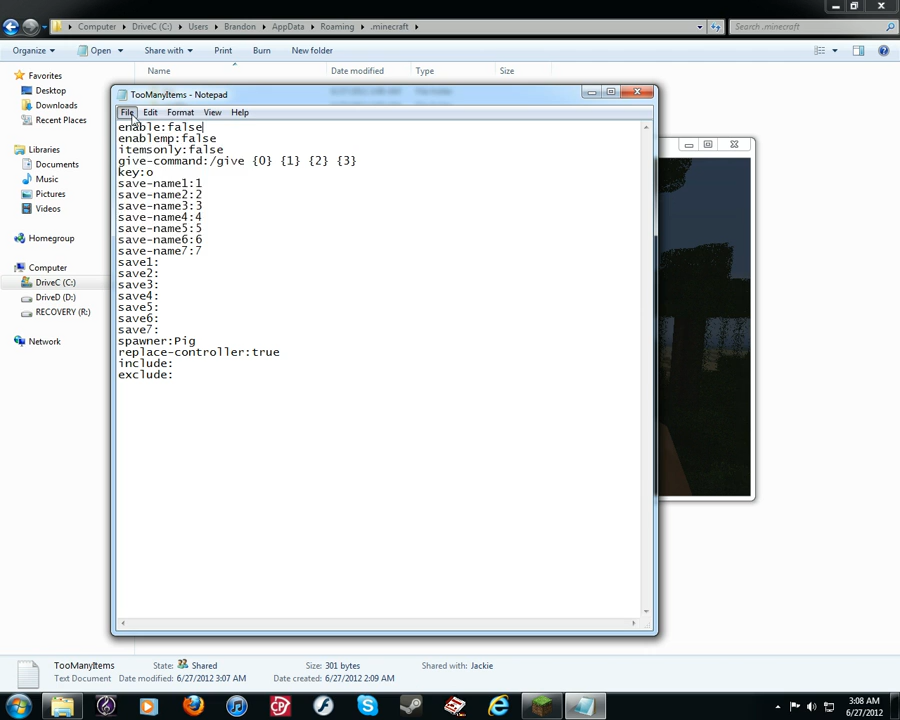 Computer ▸ DriveC (C:) ▸ Users ▸ Brandon ▸ AppData ▸ Roaming ▸ .minecraft ▸
Search .minecraft
Organize Open Share with Print Burn New folder
Name Date modified Type Size
Favorites
Desktop
Downloads
Recent Places
Libraries
Documents
Music
Pictures
Videos
Homegroup
Computer
DriveC (C:)
DriveD (D:)
RECOVERY (R:)
Network
TooManyItems - Notepad
File Edit Format View Help
enable:false
enablemp:false
itemsonly:false
give-command:/give {0} {1} {2} {3}
key:o
save-name1:1
save-name2:2
save-name3:3
save-name4:4
save-name5:5
save-name6:6
save-name7:7
save1:
save2:
save3:
save4:
save5:
save6:
save7:
spawner:Pig
replace-controller:true
include:
exclude:
TooManyItems State: Shared Size: 301 bytes Shared with: Jackie
Text Document Date modified: 6/27/2012 3:07 AM Date created: 6/27/2012 2:09 AM
3:08 AM
6/27/2012